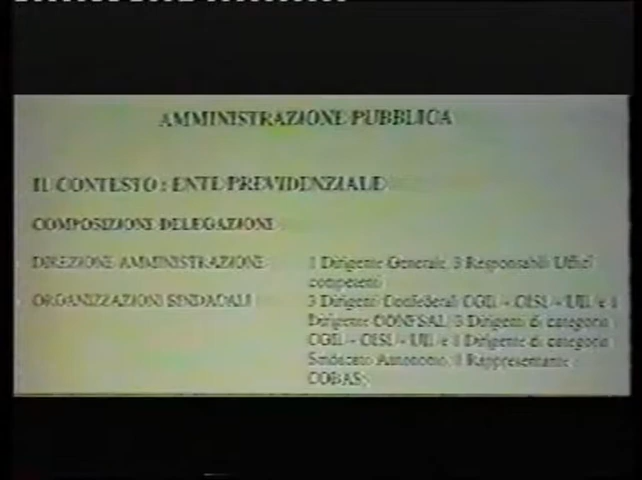 AMMINISTRAZIONE PUBBLICA
IL CONTESTO : ENTE PREVIDENZIALE
COMPOSIZIONE DELEGAZIONE
DIREZIONE AMMINISTRAZIONE 1 Dirigente Generale, 3 Responsabili Uffici
competenti
ORGANIZZAZIONI SINDACALI 3 Dirigenti Confederali CGIL - CISL - UIL e 1
Dirigente CONFSAL, 3 Dirigenti di categoria
CGIL - CISL - UIL e 1 Dirigente di categoria
Sindacato Autonomo, 1 Rappresentante
COBAS;